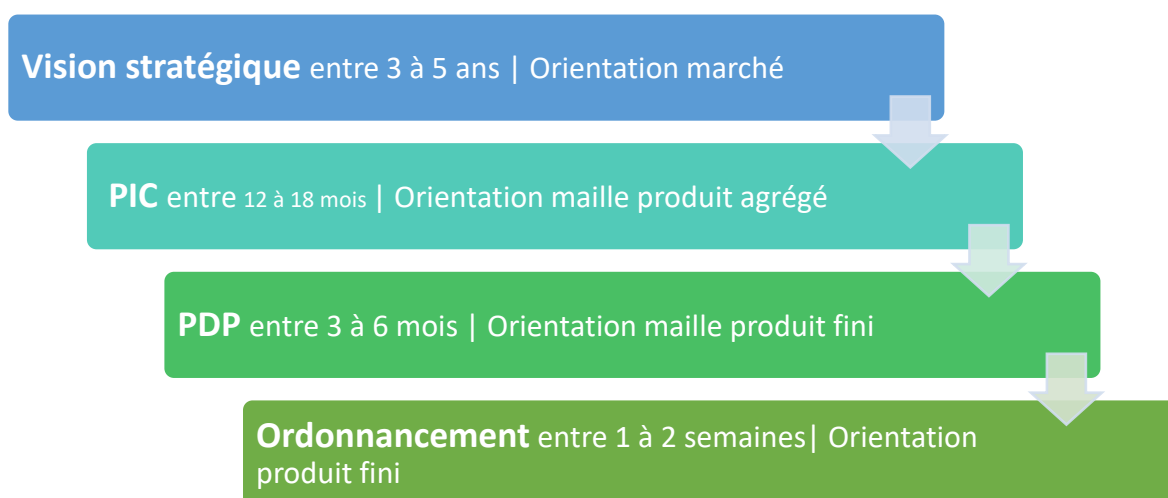 Vision stratégique entre 3 à 5 ans | Orientation marché
PIC entre 12 à 18 mois | Orientation maille produit agrégé
PDP entre 3 à 6 mois | Orientation maille produit fini
Ordonnancement entre 1 à 2 semaines| Orientation
produit fini